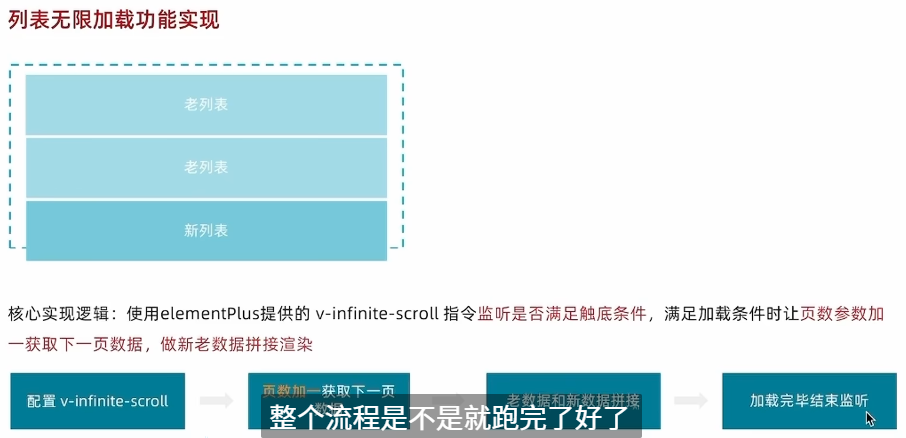 列表无限加载功能实现
老列表
老列表
新列表
核心实现逻辑：使用elementPlus提供的 v-infinite-scroll 指令监听是否满足触底条件，满足加载条件时让页数参数加
一获取下一页数据，做新老数据拼接渲染
配置 v-infinite-scroll
页数加一获取下一页
数据
老数据和新数据拼接
加载完毕结束监听
整个流程是不是就跑完了好了